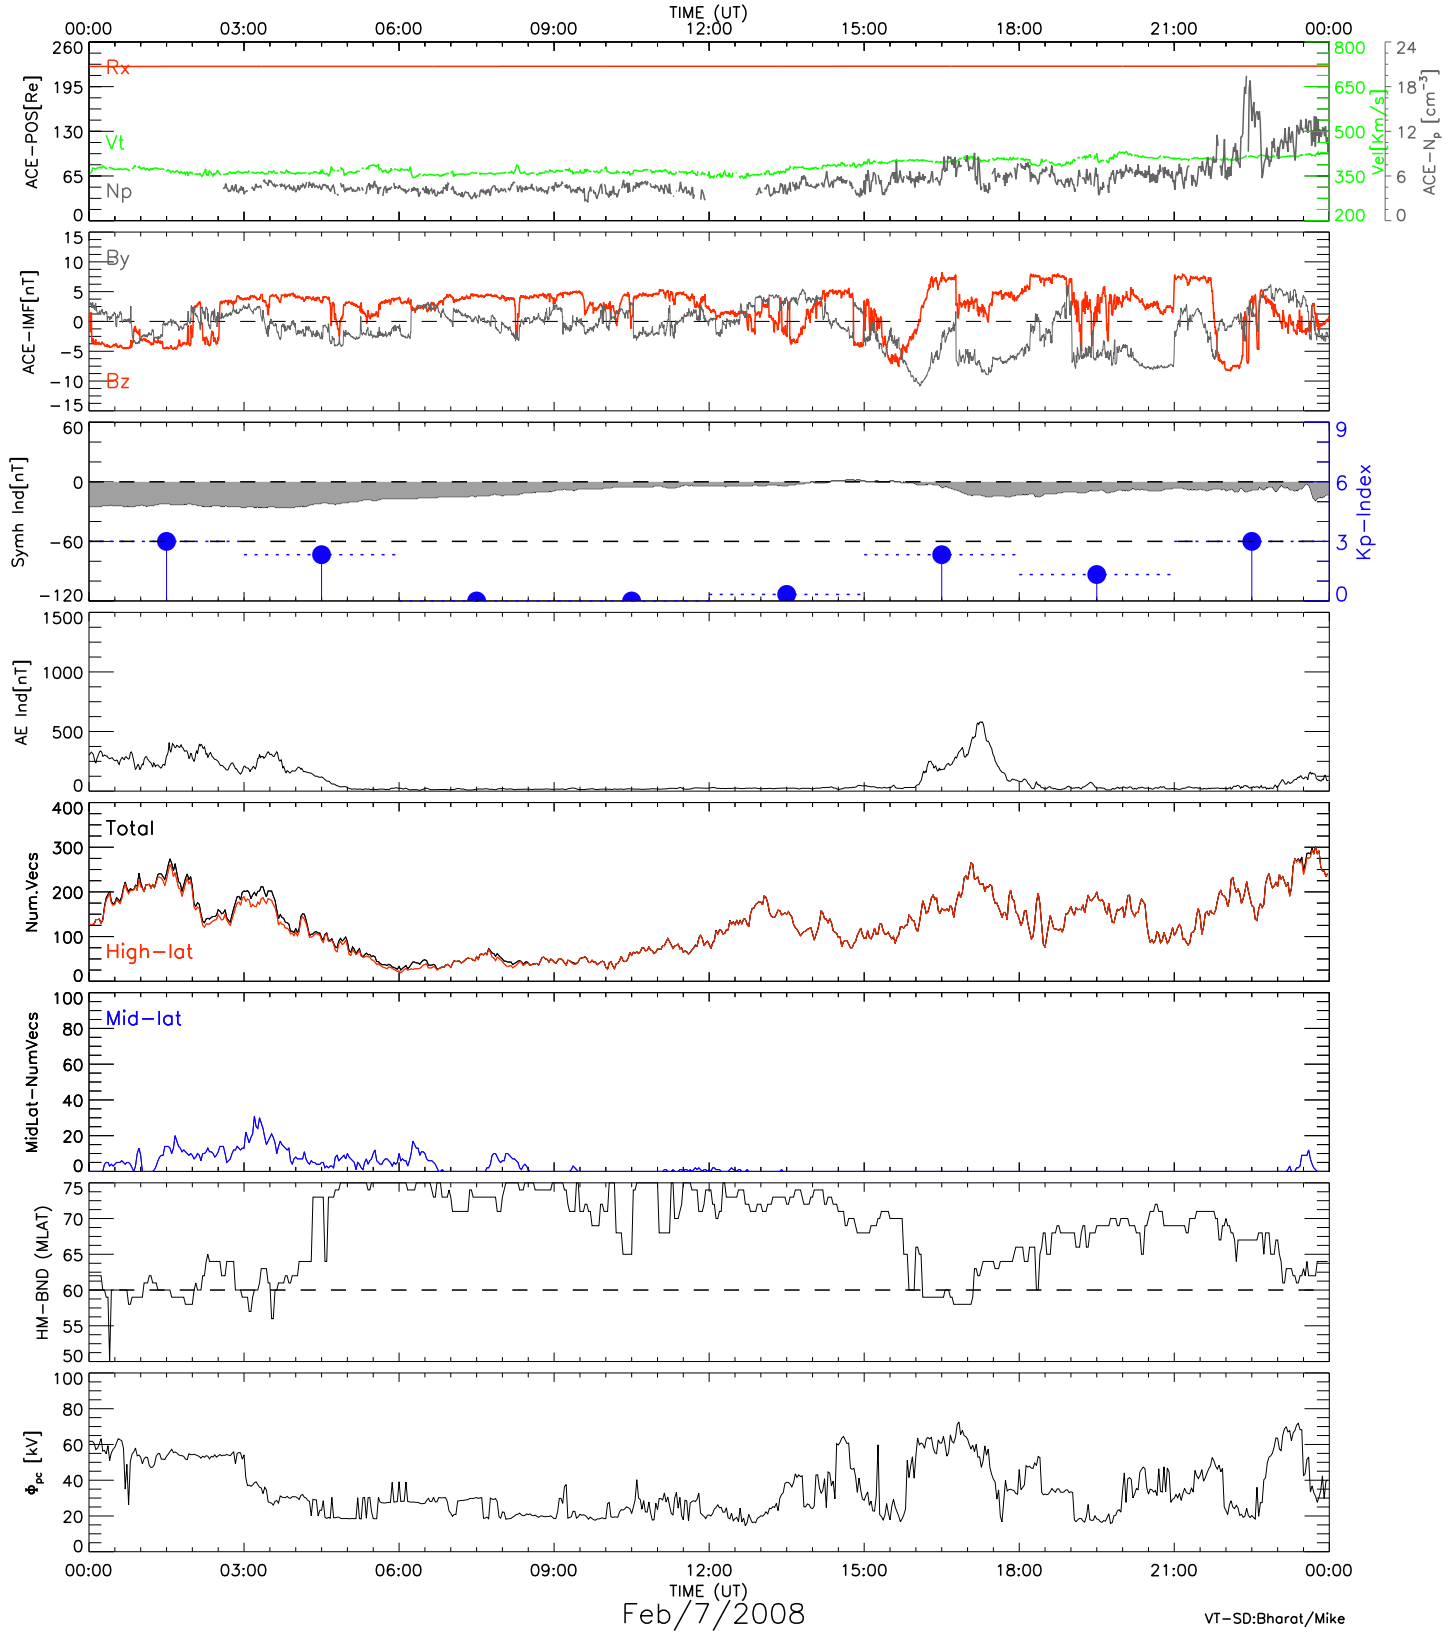 TIME (UT)
00:00 03:00 06:00 09:00 12:00 15:00 18:00 21:00 00:00
ACE-POS[Re]
260
195
130
65
0
Rx
Vt
Np
800
650
500
350
200
Vel[Km/s]
24
18
12
6
0
ACE-Np [cm-3]
ACE-IMF[nT]
15
10
5
0
-5
-10
-15
By
Bz
Symh Ind[nT]
60
0
-60
-120
9
6
3
0
Kp-Index
AE Ind[nT]
1500
1000
500
0
Num.Vecs
400
300
200
100
0
Total
High-lat
MidLat-NumVecs
100
80
60
40
20
0
Mid-lat
HM-BND (MLAT)
75
70
65
60
55
50
Φpc [kV]
100
80
60
40
20
0
00:00 03:00 06:00 09:00 12:00 15:00 18:00 21:00 00:00
TIME (UT)
Feb/7/2008
VT-SD:Bharat/Mike